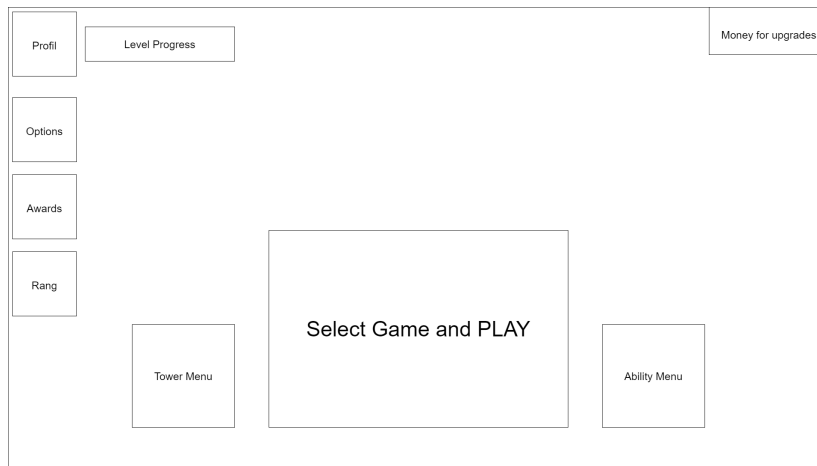 Profil
Level Progress
Money for upgrades
Options
Awards
Rang
Select Game and PLAY
Tower Menu
Ability Menu